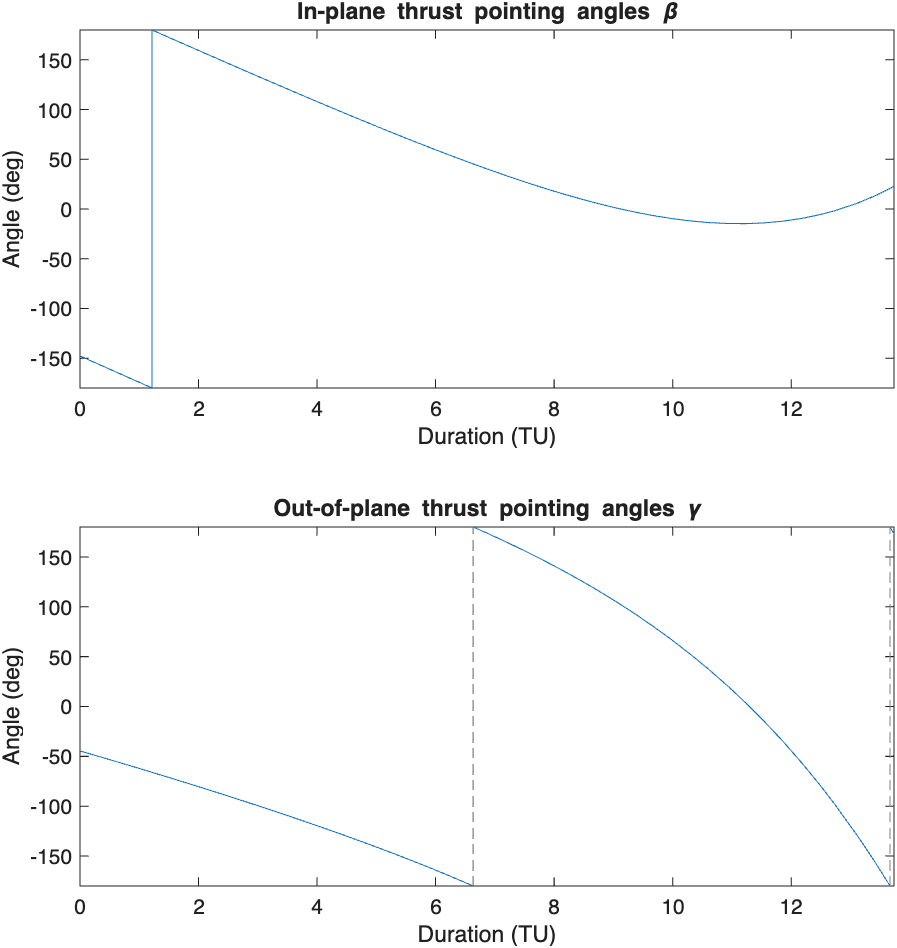 In-plane thrust pointing angles β
Angle (deg)
150
100
50
0
-50
-100
-150
0 2 4 6 8 10 12
Duration (TU)
Out-of-plane thrust pointing angles γ
Angle (deg)
150
100
50
0
-50
-100
-150
0 2 4 6 8 10 12
Duration (TU)